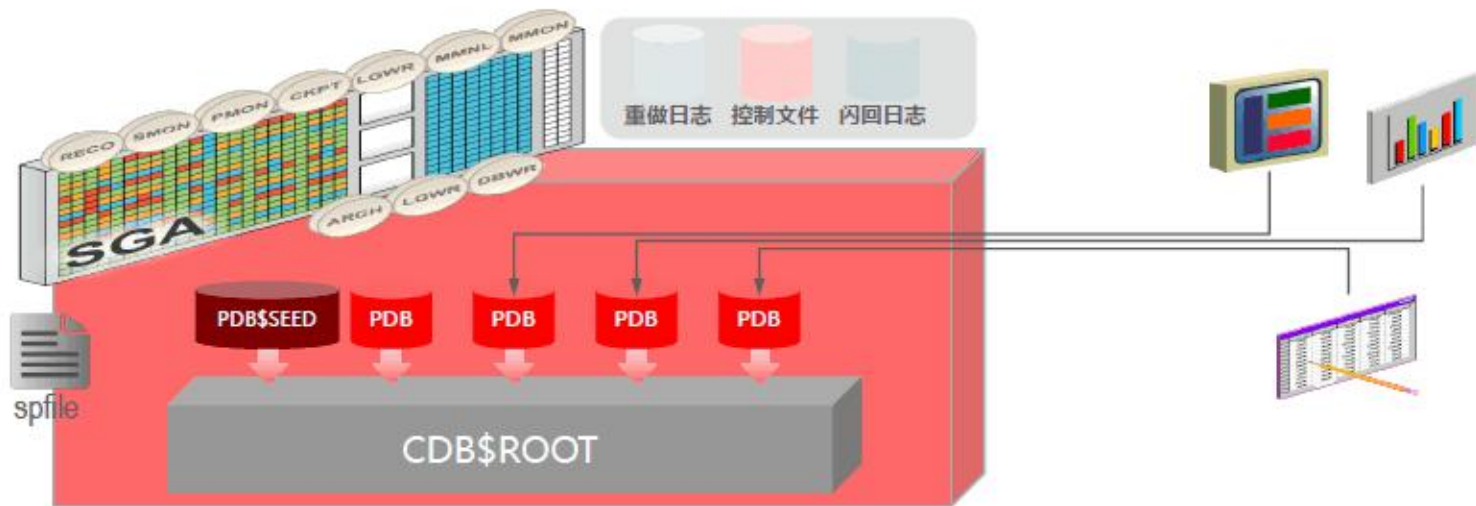 RECO
SMON
PMON
CKPT
LGWR
MMNL
MMON
ARGH
LGWR
DBWR
SGA
重做日志
控制文件
闪回日志
PDB$SEED
PDB
PDB
PDB
PDB
spfile
CDB$ROOT